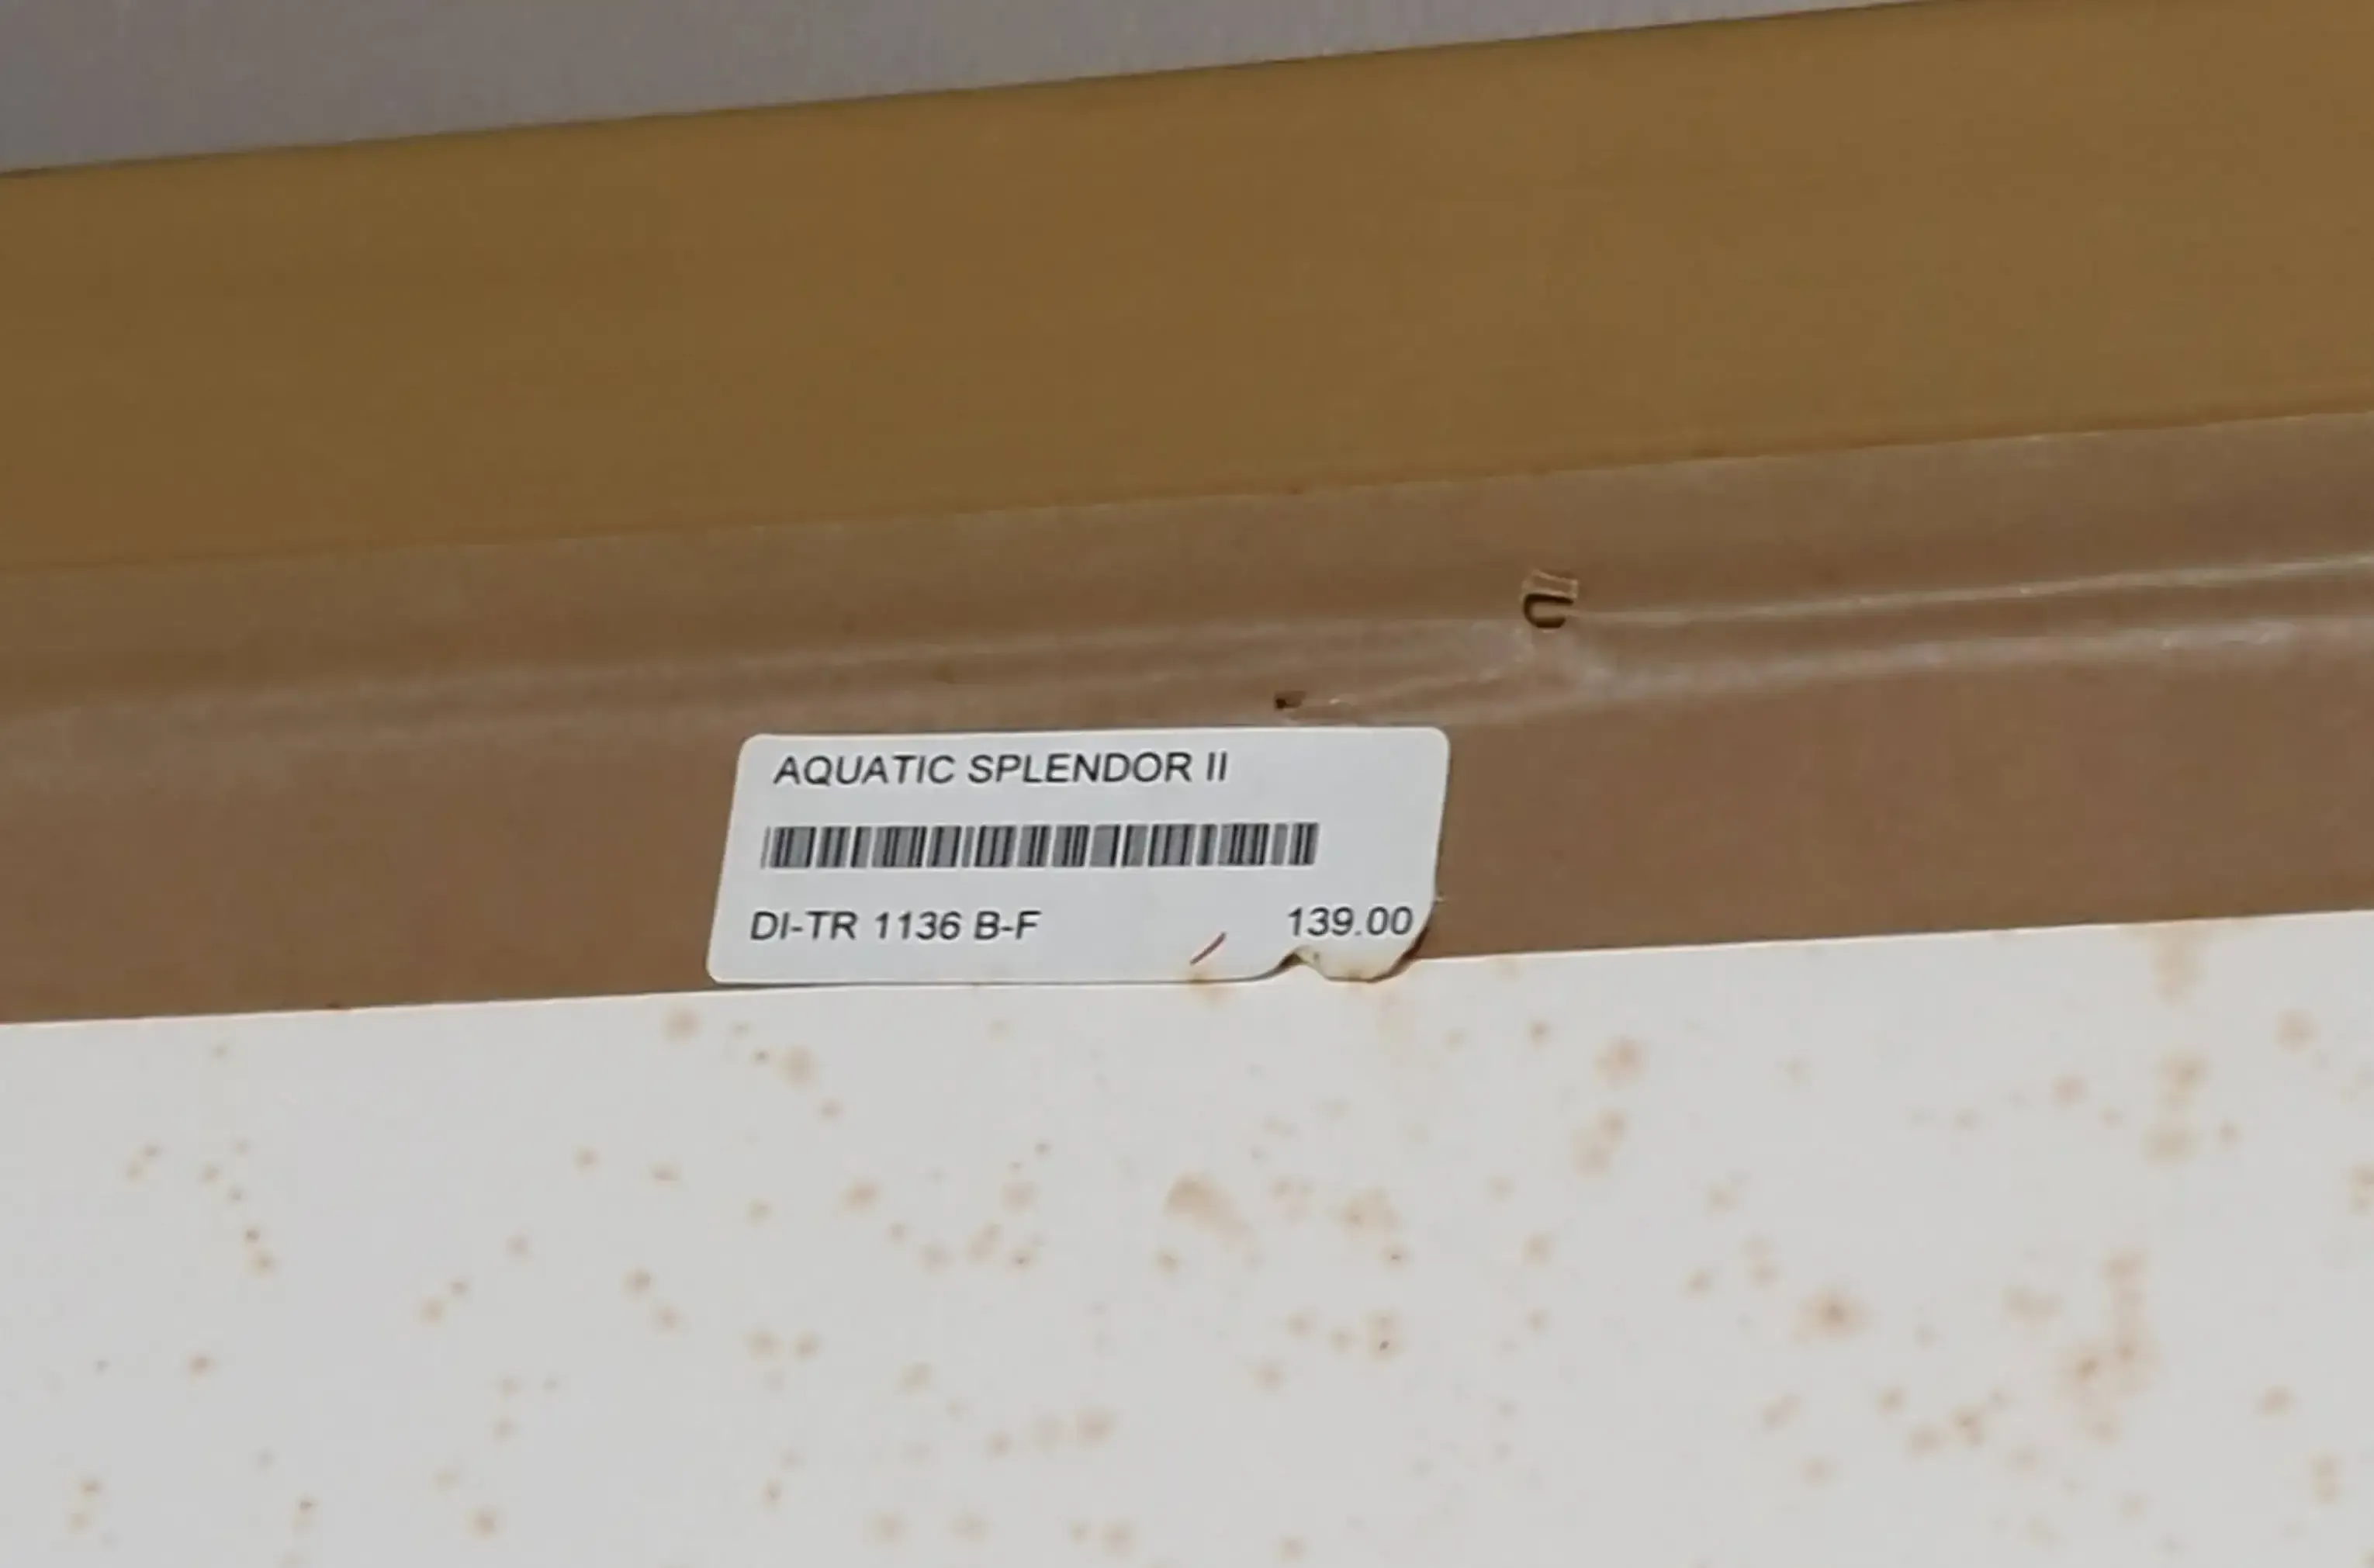 AQUATIC SPLENDOR II
DI-TR 1136 B-F 139.00